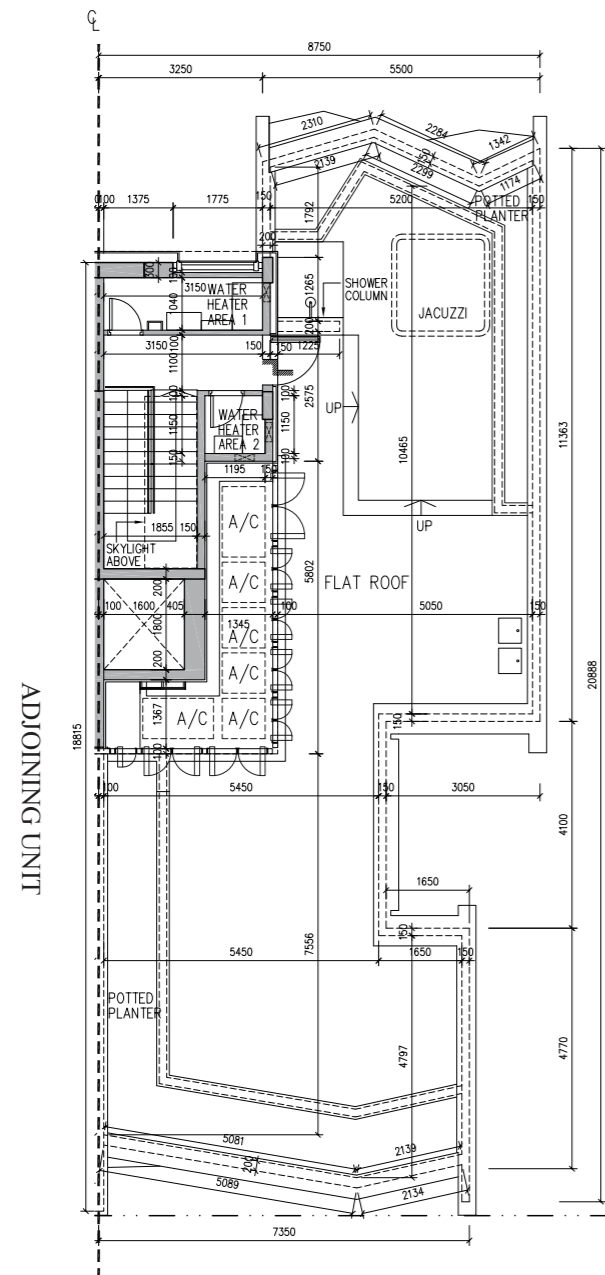 ℄
8750
3250 5500
2310 2284
1342
2139 150 2299
1174
POTTED
PLANTER
100 1375 1775 150 5200 150
200
1792
300
3150
WATER
HEATER
AREA 1
1040
1265
SHOWER
COLUMN
JACUZZI
200
3150 150 150 1225
100
1100
100
2575
UP
WATER
HEATER
AREA 2
100
1150
100
1150
150
10465
11363
1195 150
UP
A/C
1855 150
SKYLIGHT
ABOVE
A/C
5802
FLAT ROOF
200
100 1600 405
1800
A/C
1345
100 5050 150
200
A/C
20888
18815
ADJOINING UNIT
A/C A/C
1367
100
150
100 5450 150 3050
4100
1650
7556
150
5450 1650 150
POTTED
PLANTER
4797
4770
5081 2139
200
5089 2134
7350